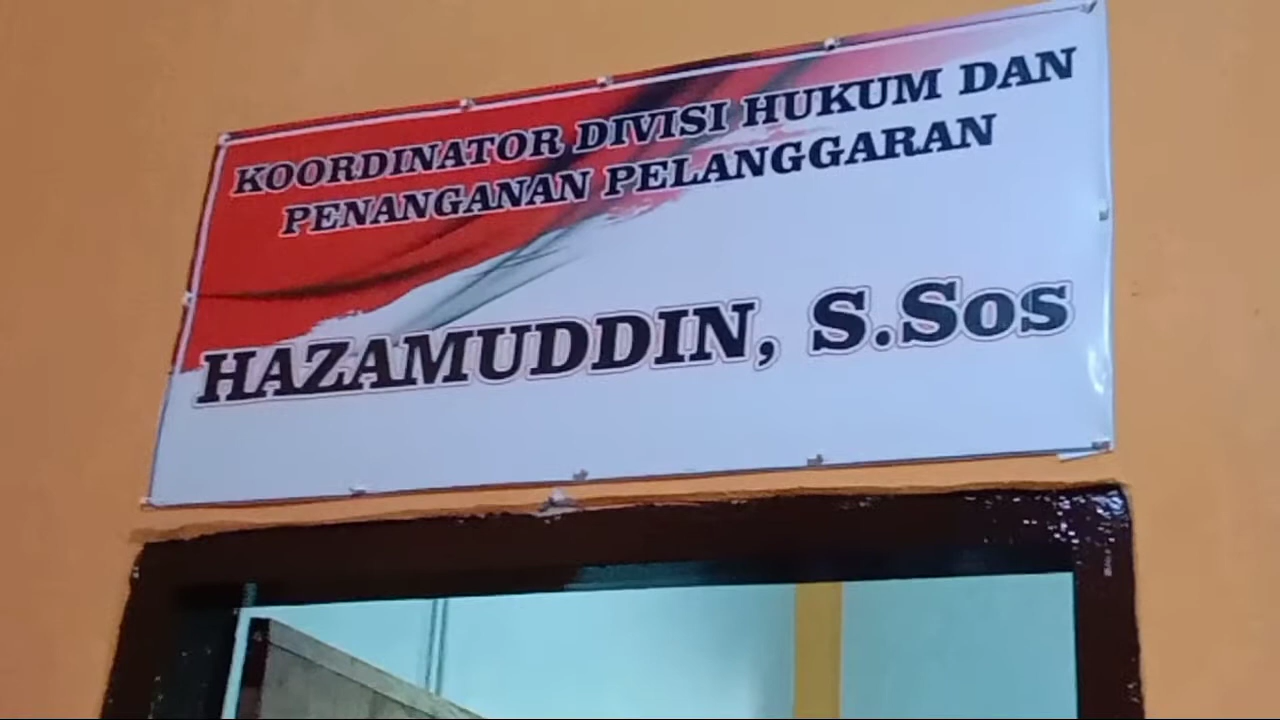 KOORDINATOR DIVISI HUKUM DAN
PENANGANAN PELANGGARAN
HAZAMUDDIN, S.Sos